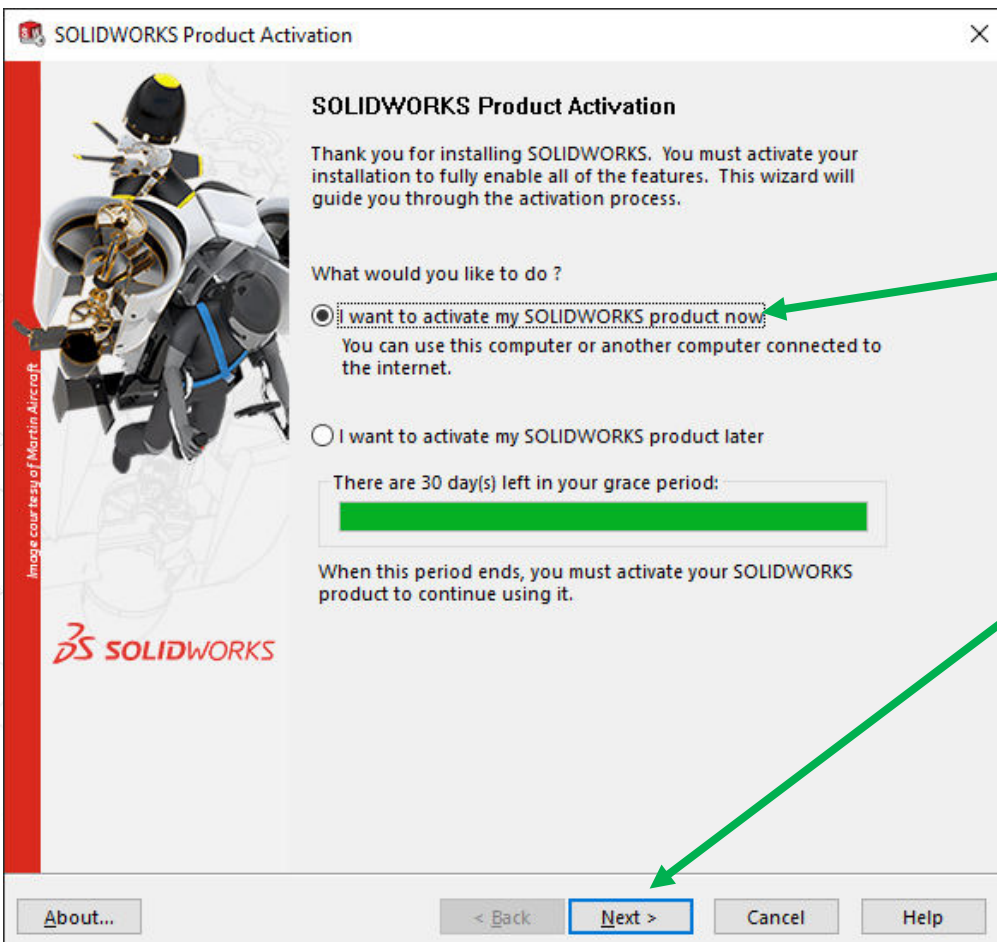 SOLIDWORKS Product Activation
SOLIDWORKS Product Activation
Thank you for installing SOLIDWORKS. You must activate your
installation to fully enable all of the features. This wizard will
guide you through the activation process.
What would you like to do ?
I want to activate my SOLIDWORKS product now
You can use this computer or another computer connected to
the internet.
I want to activate my SOLIDWORKS product later
There are 30 day(s) left in your grace period:
When this period ends, you must activate your SOLIDWORKS
product to continue using it.
Image courtesy of Martin Aircraft
SOLIDWORKS
About...
< Back
Next >
Cancel
Help